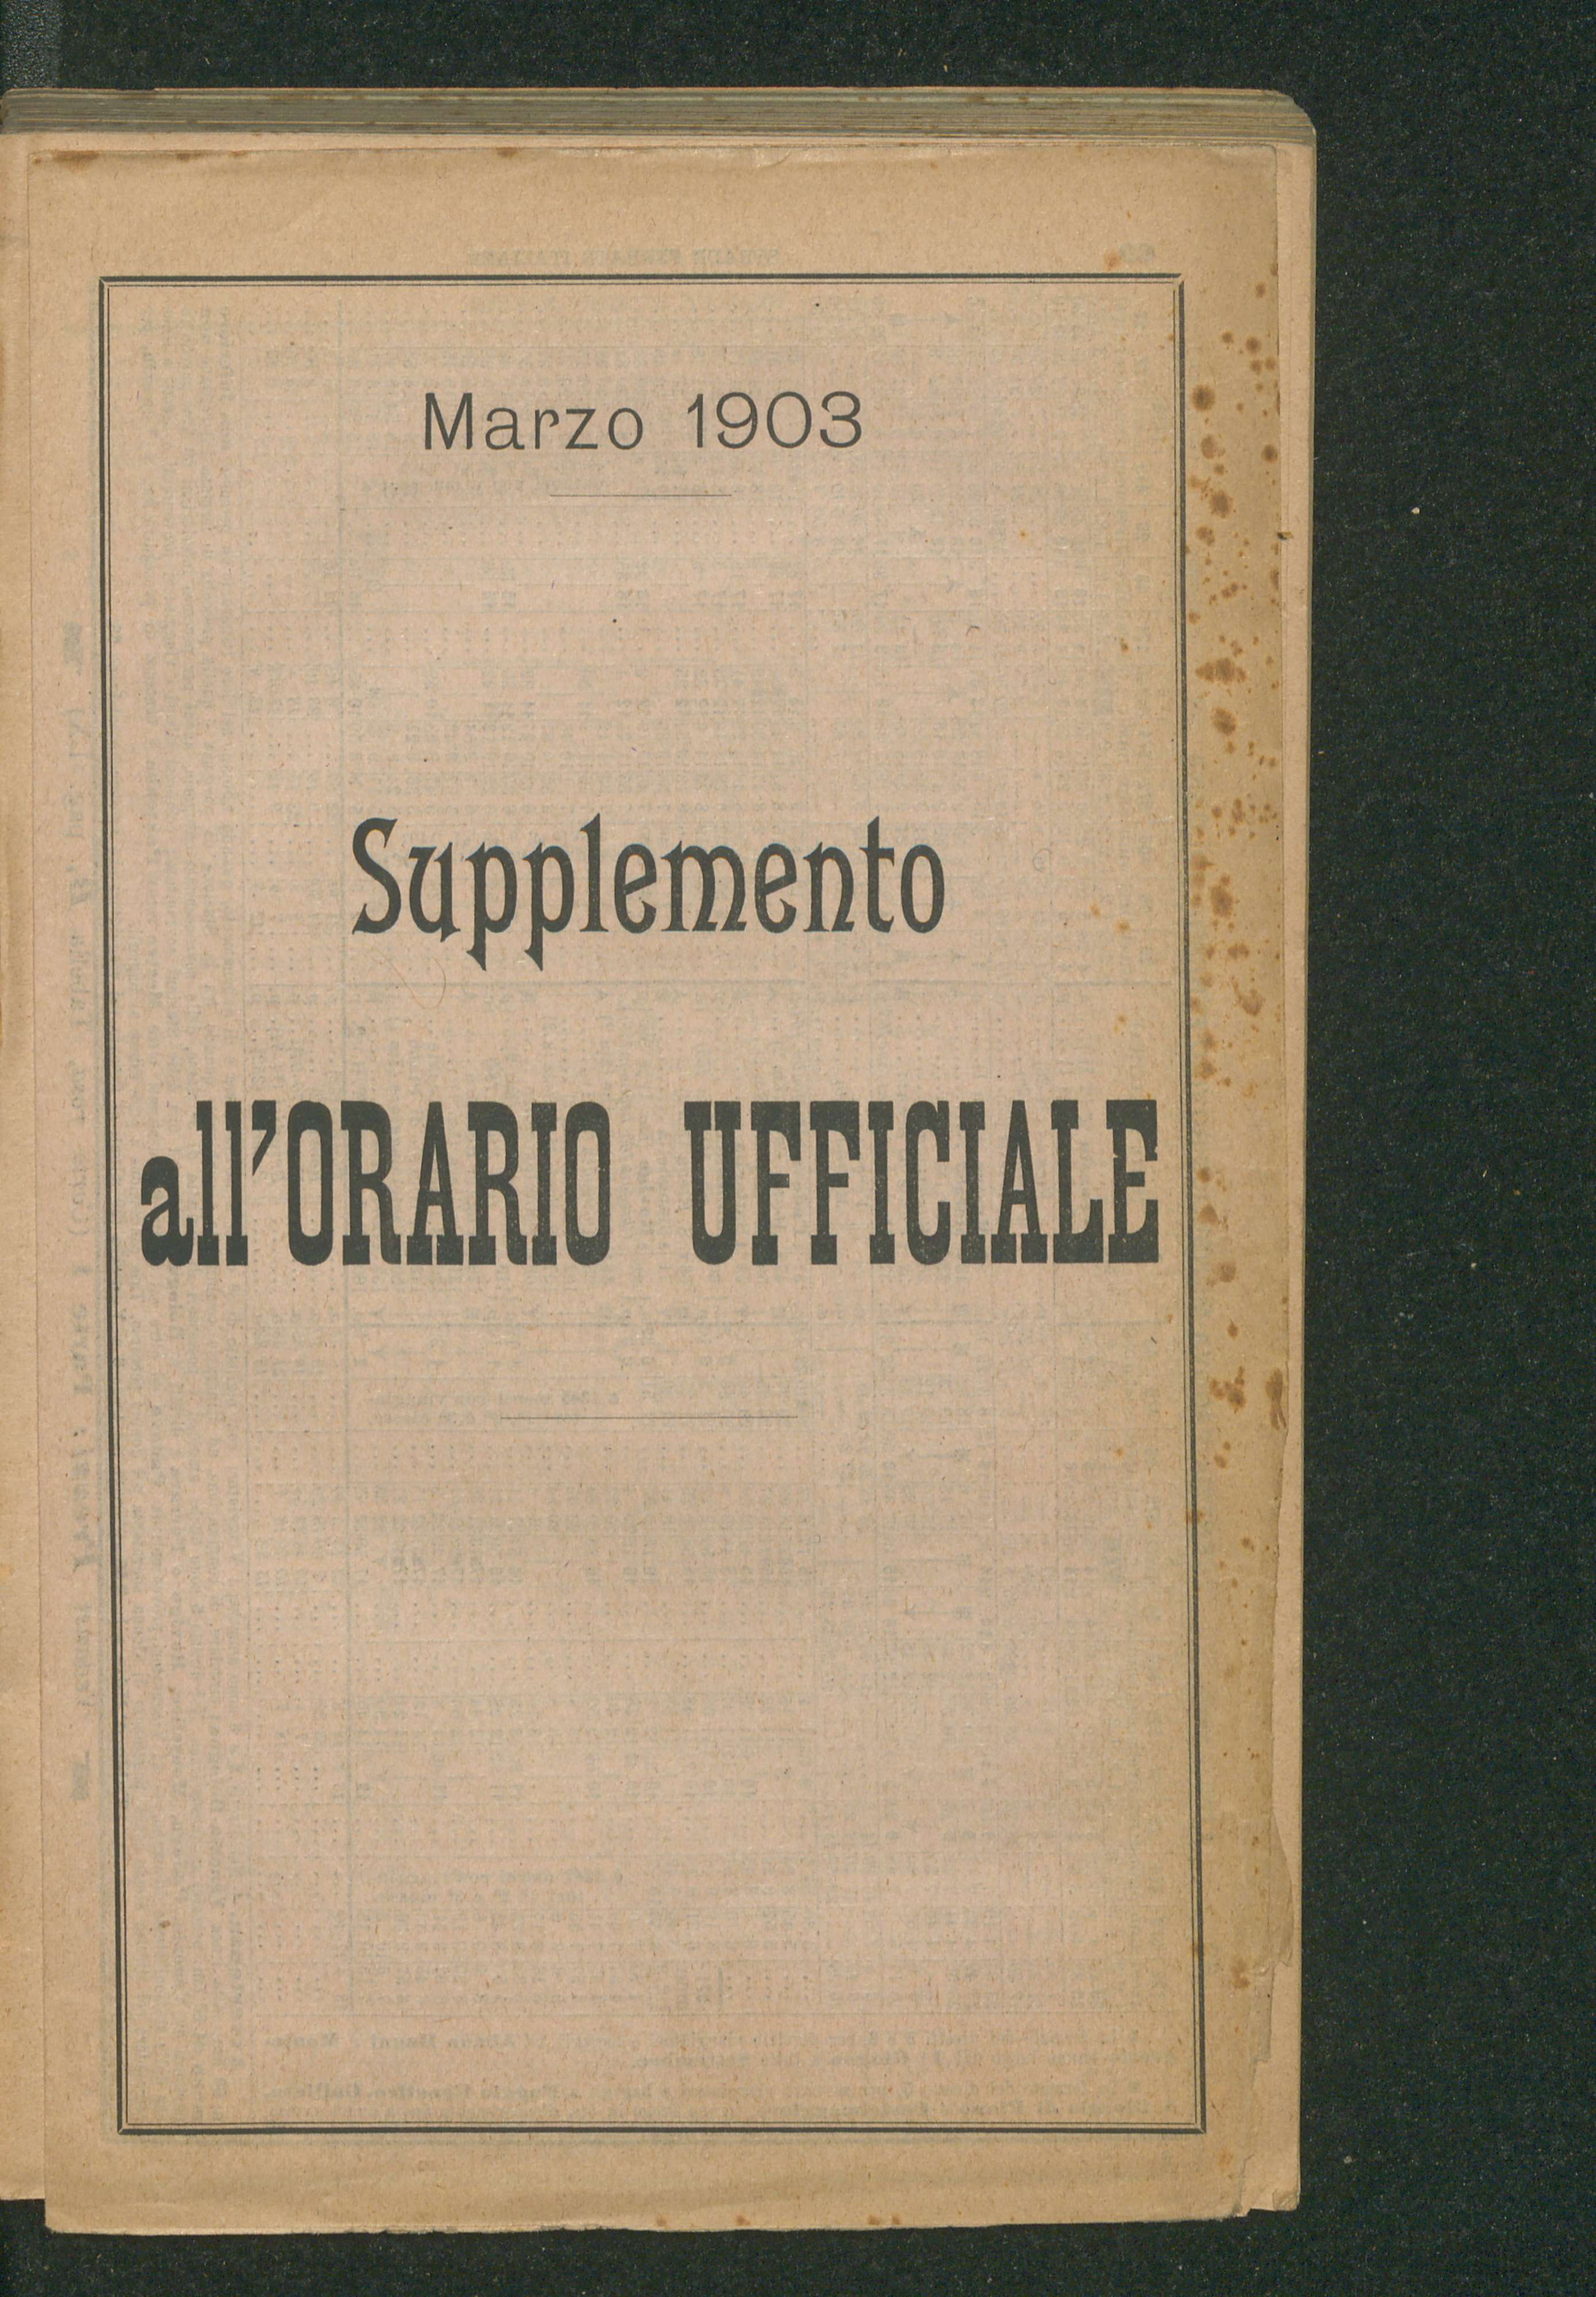 Marzo 1903
Supplemento
all'ORARIO UFFICIALE